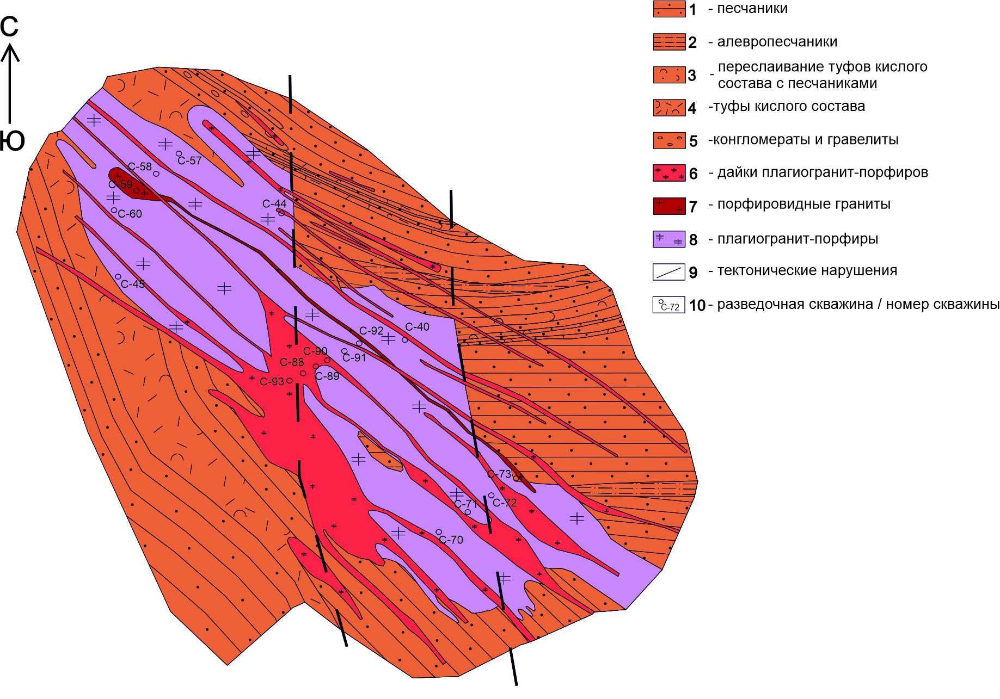 С
Ю
1 - песчаники
2 - алевропесчаники
3 - переслаивание туфов кислого
состава с песчаниками
4 -туфы кислого состава
5 -конгломераты и гравелиты
6 - дайки плагиогранит-порфиров
7 - порфировидные граниты
8 - плагиогранит-порфиры
9 - тектонические нарушения
С-72 10 - разведочная скважина / номер скважины
С-57
С-58
С-59
С-44
С-60
С-45
С-92
С-40
С-90
С-91
С-88
С-89
С-93
С-73
С-72
С-71
С-70